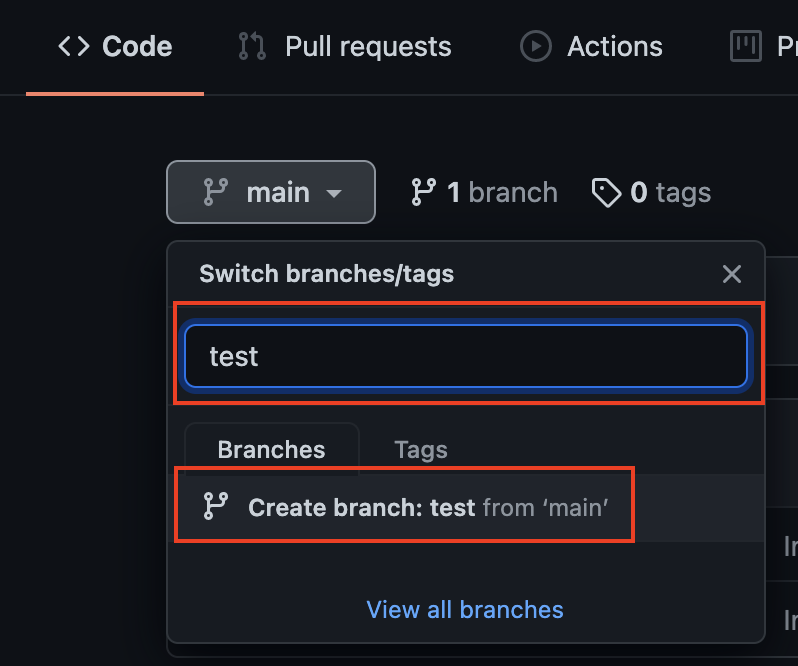 Code Pull requests Actions
main 1 branch 0 tags
Switch branches/tags
test
Branches Tags
Create branch: test from ‘main’
View all branches